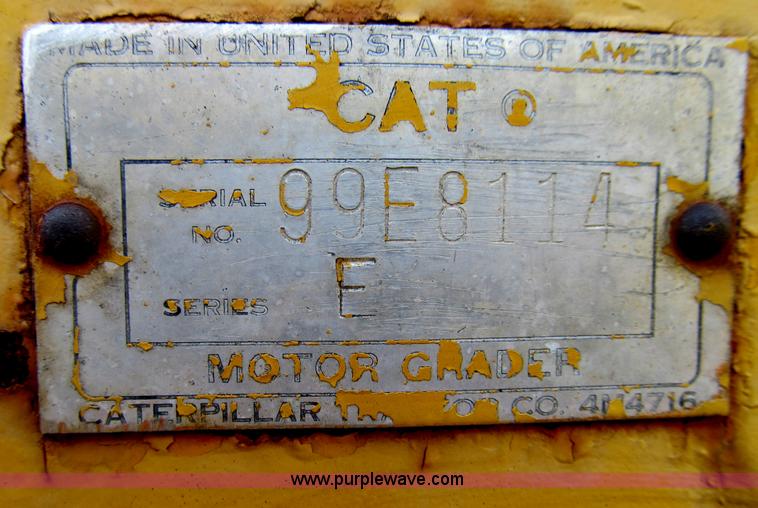 MADE IN UNITED STATES OF AMERICA
CAT ®
SERIAL 99E8114
NO.
SERIES E
MOTOR GRADER
CATERPILLAR TRACTOR CO. 4M4716
www.purplewave.com